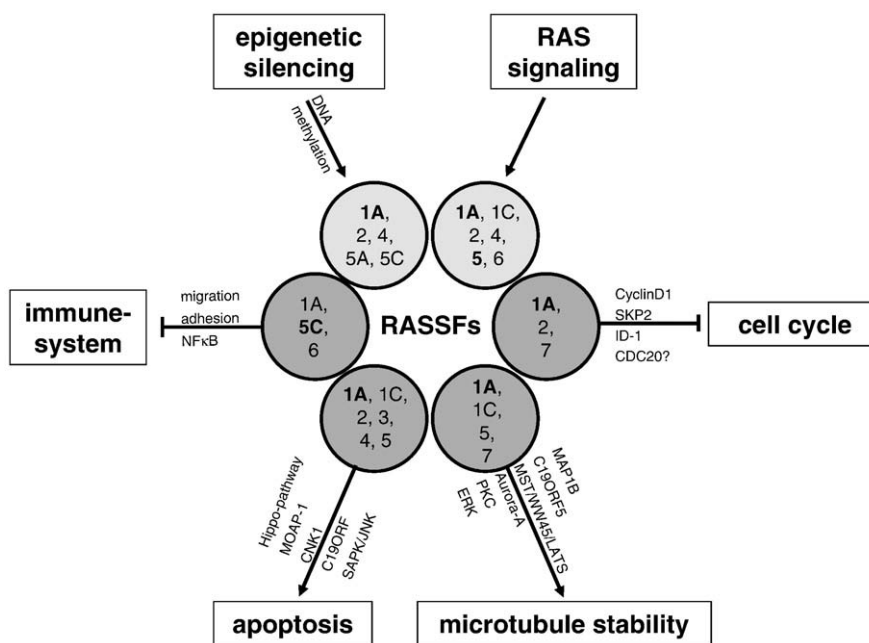 epigenetic
silencing
RAS
signaling
DNA
methylation
1A,
2, 4,
5A, 5C
1A, 1C,
2, 4,
5, 6
immune-
system
migration
adhesion
NFκB
1A,
5C,
6
RASSFs
1A,
2,
7
CyclinD1
SKP2
ID-1
CDC20?
cell cycle
1A, 1C,
2, 3,
4, 5
1A,
1C,
5,
7
Hippo-pathway
MOAP-1
CNK1
C19ORF
SAPK/JNK
ERK
PKC
Aurora-A
MST/WW45/LATS
C19ORF5
MAP1B
apoptosis
microtubule stability